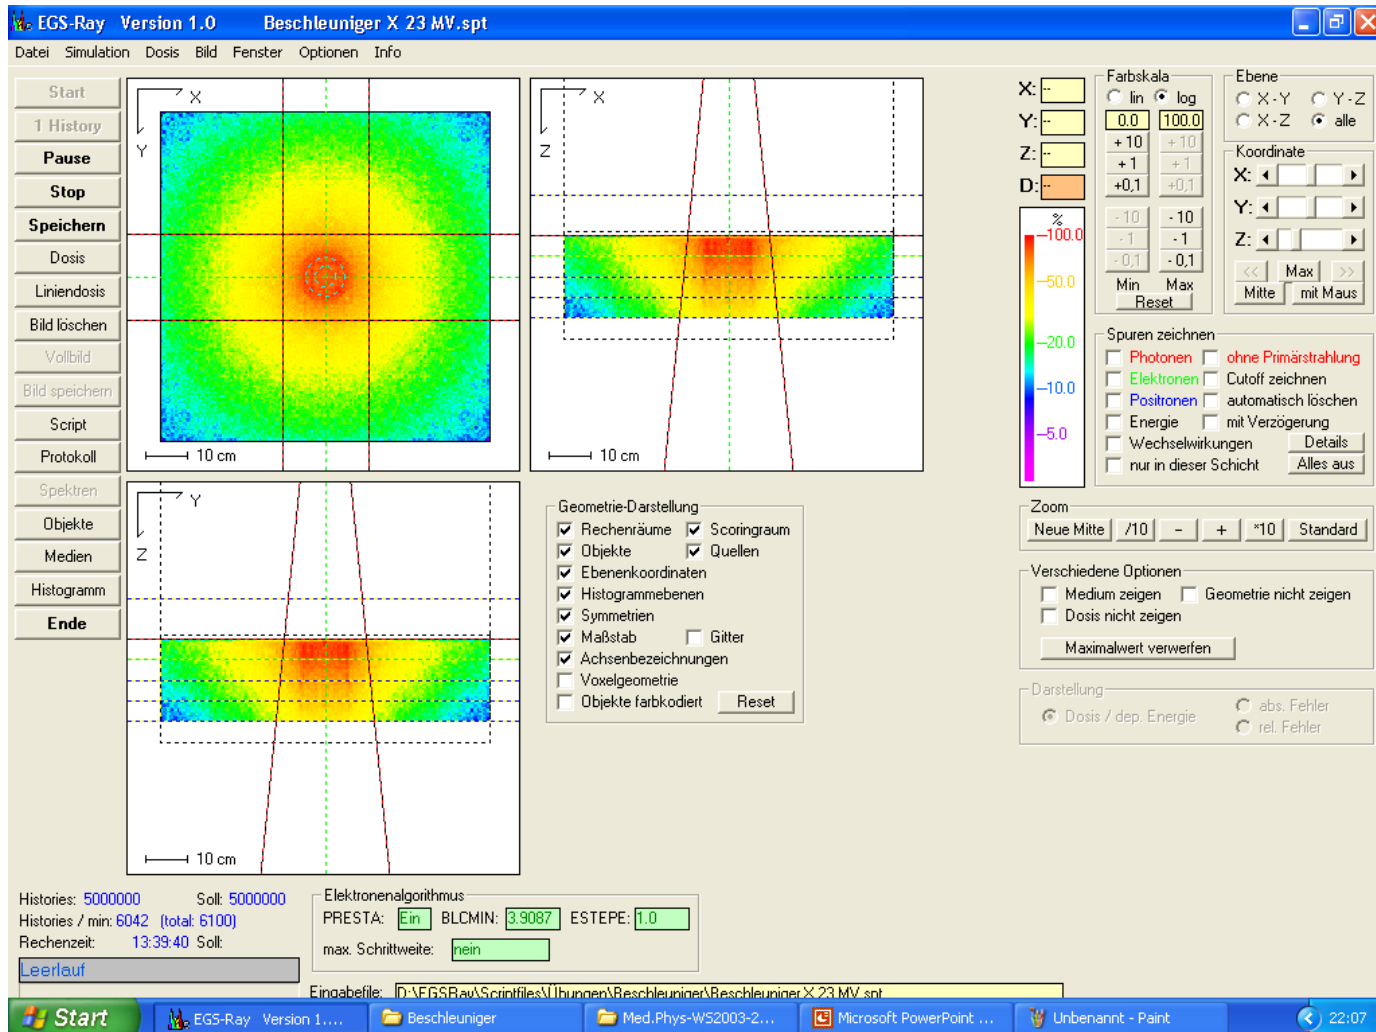 EGS-Ray Version 1.0 Beschleuniger X 23 MV.spt
Datei Simulation Dosis Bild Fenster Optionen Info
Start
1 History
Pause
Stop
Speichern
Dosis
Liniendosis
Bild löschen
Vollbild
Bild speichern
Script
Protokoll
Spektren
Objekte
Medien
Histogramm
Ende
X
Y
10 cm
X
Z
10 cm
Y
Z
10 cm
Geometrie-Darstellung
Rechenräume Scoringraum
Objekte Quellen
Ebenenkoordinaten
Histogrammebenen
Symmetrien
Maßstab Gitter
Achsenbezeichnungen
Voxelgeometrie
Objekte farbkodiert Reset
X: --
Y: --
Z: --
D: --
%
100.0
50.0
20.0
10.0
5.0
Farbskala
lin log
0.0 100.0
+ 10 + 10
+ 1 + 1
+0,1 +0,1
- 10 - 10
- 1 - 1
- 0,1 - 0,1
Min Max
Reset
Ebene
X - Y Y - Z
X - Z alle
Koordinate
X:
Y:
Z:
<< Max >>
Mitte mit Maus
Spuren zeichnen
Photonen ohne Primärstrahlung
Elektronen Cutoff zeichnen
Positronen automatisch löschen
Energie mit Verzögerung
Wechselwirkungen Details
nur in dieser Schicht Alles aus
Zoom
Neue Mitte /10 - + *10 Standard
Verschiedene Optionen
Medium zeigen Geometrie nicht zeigen
Dosis nicht zeigen
Maximalwert verwerfen
Darstellung
Dosis / dep. Energie abs. Fehler
rel. Fehler
Histories: 5000000 Soll: 5000000
Histories / min: 6042 (total: 6100)
Rechenzeit: 13:39:40 Soll:
Leerlauf
Elektronenalgorithmus
PRESTA: Ein BLCMIN: 3.9087 ESTEPE: 1.0
max. Schrittweite: nein
Eingabefile: D:\EGSRay\Scriptfiles\Übungen\Beschleuniger\Beschleuniger X 23 MV.spt
Start EGS-Ray Version 1.... Beschleuniger Med.Phys-WS2003-2... Microsoft PowerPoint ... Unbenannt - Paint 22:07